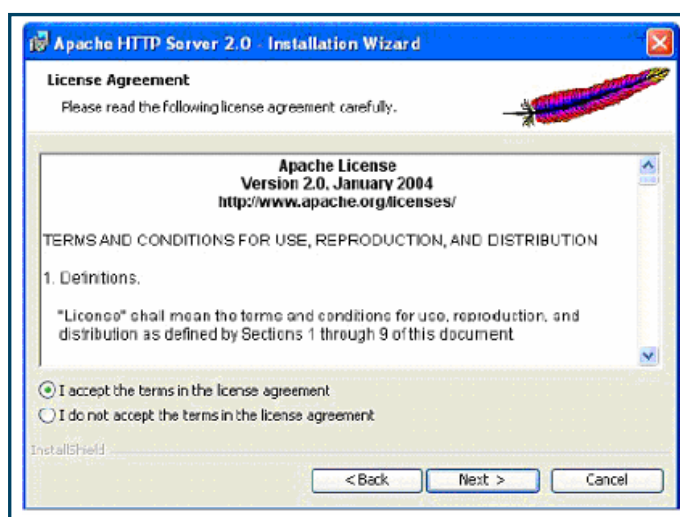 Apache HTTP Server 2.0 - Installation Wizard
License Agreement
Please read the following license agreement carefully.
Apache License
Version 2.0, January 2004
http://www.apache.org/licenses/
TERMS AND CONDITIONS FOR USE, REPRODUCTION, AND DISTRIBUTION
1. Definitions.
"License" shall mean the terms and conditions for use, reproduction, and
distribution as defined by Sections 1 through 9 of this document
I accept the terms in the license agreement
I do not accept the terms in the license agreement
InstallShield
< Back
Next >
Cancel